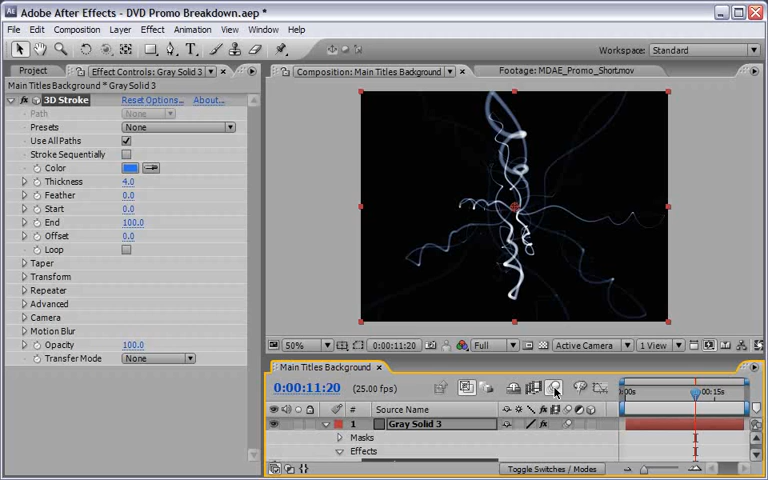 Adobe After Effects - DVD Promo Breakdown.aep *
File Edit Composition Layer Effect Animation View Window Help
Workspace: Standard
Project Effect Controls: Gray Solid 3 Composition: Main Titles Background Footage: MDAE_Promo_Short.mov
Main Titles Background * Gray Solid 3
3D Stroke Reset Options... About...
Path None
Presets None
Use All Paths
Stroke Sequentially
Color
Thickness 4.0
Feather 0.0
Start 0.0
End 100.0
Offset 0.0
Loop
Taper
Transform
Repeater
Advanced
Camera
Motion Blur
Opacity 100.0
Transfer Mode None
50% 0:00:11:20 Full Active Camera 1 View
Main Titles Background
0:00:11:20 (25.00 fps) :00s 00:15s
# Source Name
1 Gray Solid 3
Masks
Effects
Toggle Switches / Modes